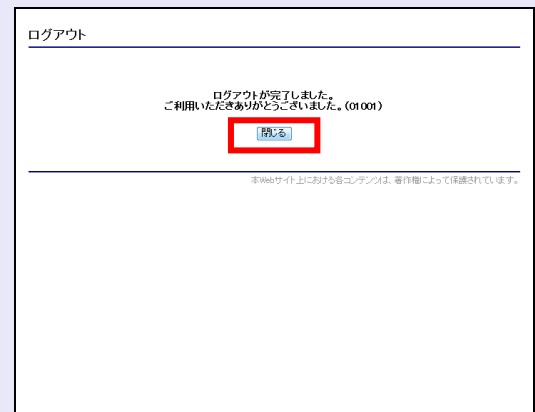 ログアウト
ログアウトが完了しました。
ご利用いただきありがとうございました。(01001)
閉じる
本Webサイト上における各コンテンツは、著作権によって保護されています。